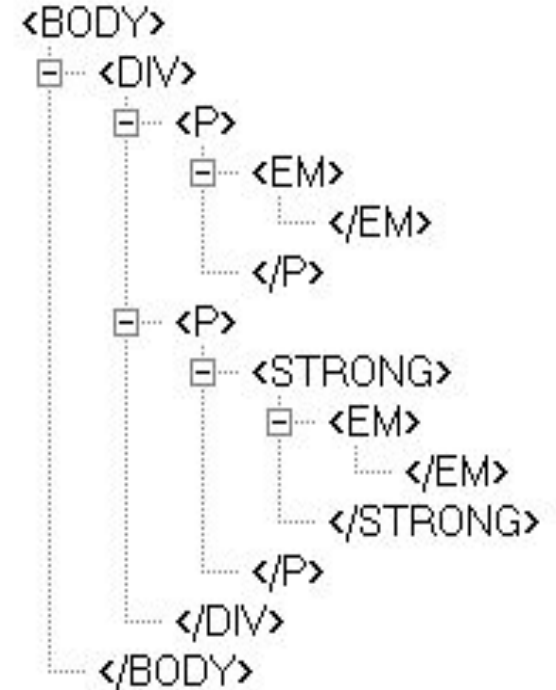 <BODY>
<DIV>
<P>
<EM>
</EM>
</P>
<P>
<STRONG>
<EM>
</EM>
</STRONG>
</P>
</DIV>
</BODY>